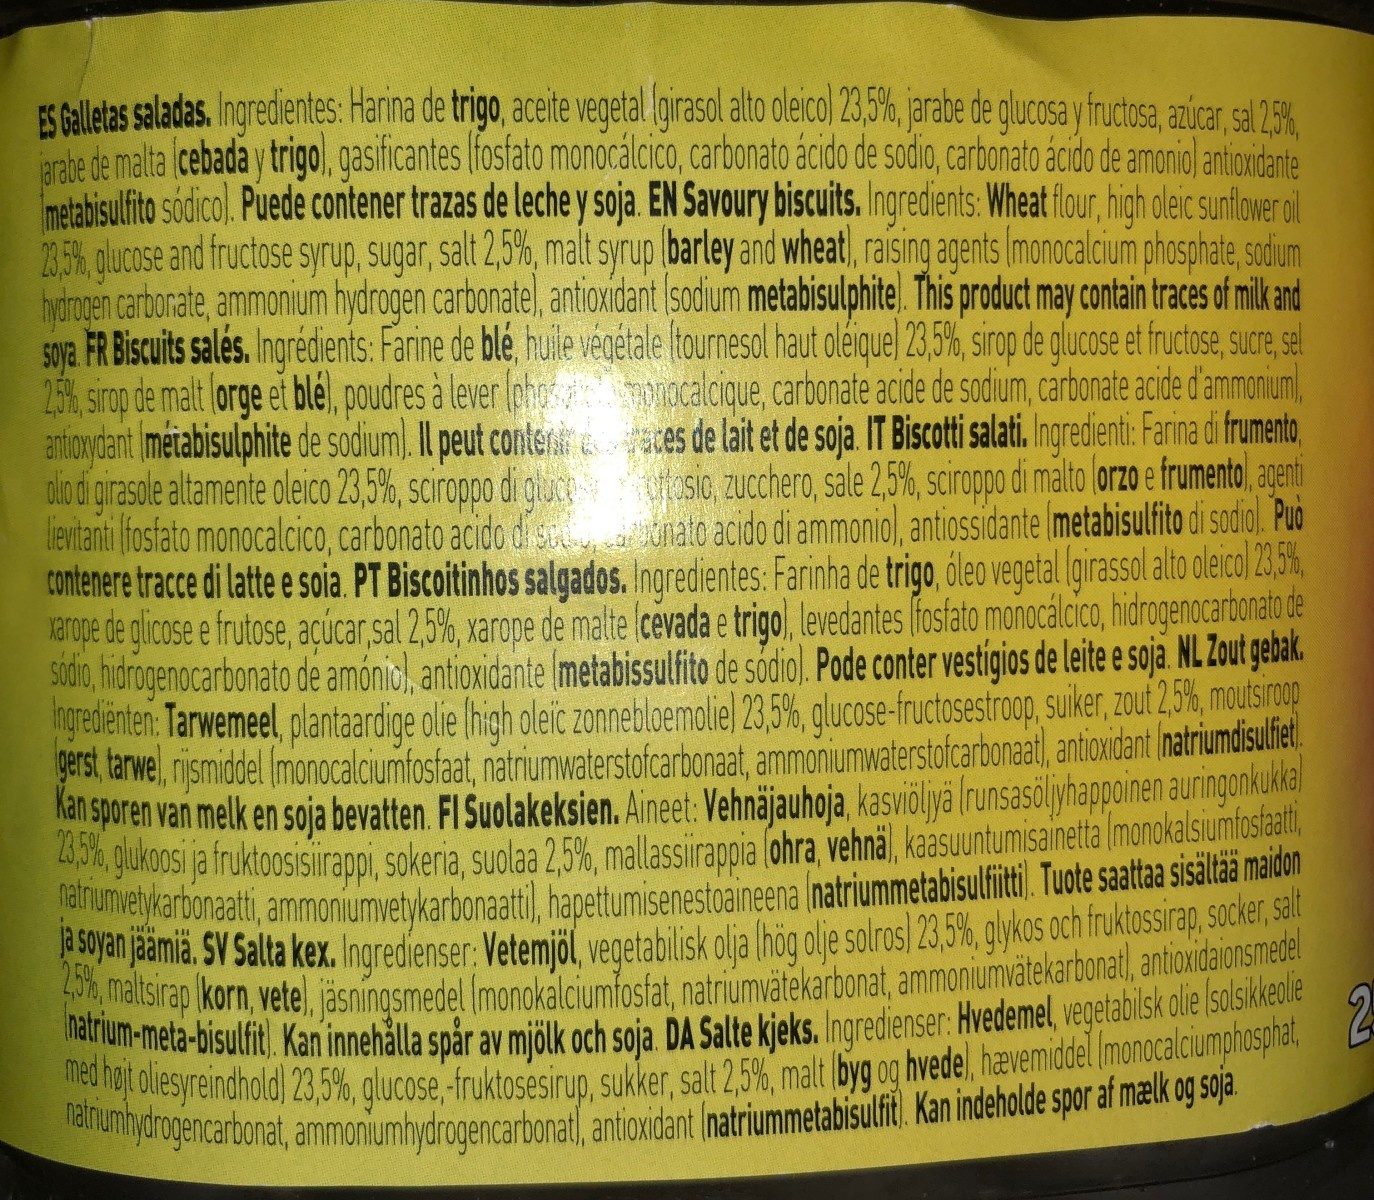 ES Galletas saladas. Ingredientes: Harina de trigo, aceite vegetal (girasol alto oleico) 23,5%, jarabe de glucosa y fructosa, azúcar, sal 2,5%,
jarabe de malta (cebada y trigo), gasificantes (fosfato monocálcico, carbonato ácido de sodio, carbonato ácido de amonio) antioxidante
(metabisulfito sódico). Puede contener trazas de leche y soja. EN Savoury biscuits. Ingredients: Wheat flour, high oleic sunflower oil
23,5%, glucose and fructose syrup, sugar, salt 2,5%, malt syrup (barley and wheat), raising agents (monocalcium phosphate, sodium
hydrogen carbonate, ammonium hydrogen carbonate), antioxidant (sodium metabisulphite). This product may contain traces of milk and
soya. FR Biscuits salés. Ingrédients: Farine de blé, huile végétale (tournesol haut oléique) 23,5%, sirop de glucose et fructose, sucre, sel
2,5%, sirop de malt (orge et blé), poudres à lever (monocalcique, carbonate acide de sodium, carbonate acide d'ammonium),
antioxydant (métabisulphite de sodium). Il peut contenir traces de lait et de soja. IT Biscotti salati. Ingredienti: Farina di frumento,
olio di girasole altamente oleico 23,5%, sciroppo di zucchero, sale 2,5%, sciroppo di malto (orzo e frumento), agenti
lievitanti (fosfato monocalcico, carbonato acido di carbonato acido di ammonio), antiossidante (metabisulfito di sodio). Può
contenere tracce di latte e soia. PT Biscoitinhos salgados. Ingredientes: Farinha de trigo, óleo vegetal (girassol alto oleico) 23,5%,
xarope de glicose e frutose, açúcar,sal 2,5%, xarope de malte (cevada e trigo), levedantes (fosfato monocálcico, hidrogenocarbonato de
sódio, hidrogenocarbonato de amónio), antioxidante (metabissulfito de sódio). Pode conter vestígios de leite e soja. NL Zout gebak.
Ingrediënten: Tarwemeel, plantaardige olie (high oleïc zonnebloemolie) 23,5%, glucose-fructosestroop, suiker, zout 2,5%, moutsiroop
(gerst, tarwe), rijsmiddel (monocalciumfosfaat, natriumwaterstofcarbonaat, ammoniumwaterstofcarbonaat), antioxidant (natriumdisulfiet).
Kan sporen van melk en soja bevatten. FI Suolakeksien. Aineet: Vehnäjauhoja, kasviöljyä (runsasöljyhappoinen auringonkukka)
23,5%, glukoosi ja fruktoosisiirappi, sokeria, suolaa 2,5%, mallassiirappia (ohra, vehnä), kaasuuntumisainetta (monokalsiumfosfaatti,
natriumvetykarbonaatti, ammoniumvetykarbonaatti), hapettumisenestoaineena (natriummetabisulfiitti). Tuote saattaa sisältää maidon
ja soyan jäämiä. SV Salta kex. Ingredienser: Vetemjöl, vegetabilisk olja (hög olje solros) 23,5%, glykos och fruktossirap, socker, salt
2,5%, maltsirap (korn, vete), jäsningsmedel (monokalciumfosfat, natriumvätekarbonat, ammoniumvätekarbonat), antioxidaionsmedel
(natrium-meta-bisulfit). Kan innehålla spår av mjölk och soja. DA Salte kjeks. Ingredienser: Hvedemel, vegetabilsk olie (solsikkeolie
med højt oliesyreindhold) 23,5%, glucose,-fruktosesirup, sukker, salt 2,5%, malt (byg og hvede), hævemiddel (monocalciumphosphat,
natriumhydrogencarbonat, ammoniumhydrogencarbonat), antioxidant (natriummetabisulfit). Kan indeholde spor af mælk og soja.